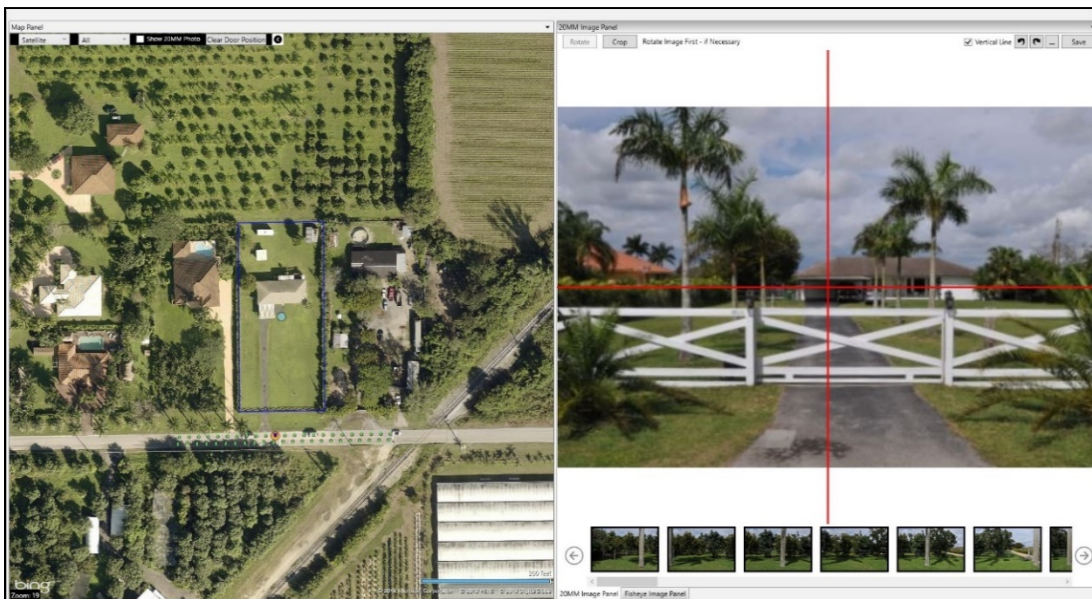 Map Panel
Satellite
All
Show 20MM Photo
Clear Door Position
bing
Zoom: 19
200 feet
20MM Image Panel
Rotate
Crop
Rotate Image First - if Necessary
Vertical Line
...
Save
20MM Image Panel
Fisheye Image Panel